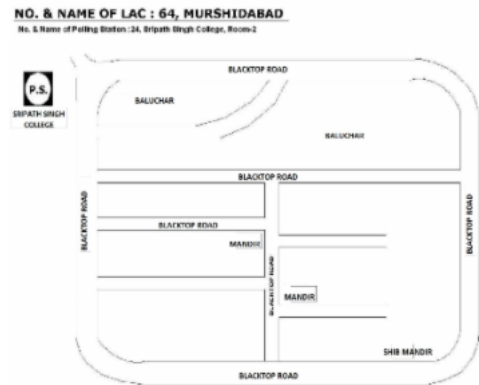 NO. & NAME OF LAC : 64, MURSHIDABAD
No. & Name of Polling Station :24, Sripath Singh College, Room-2
BLACKTOP ROAD
P.S.
SRIPATH SINGH
COLLEGE
BALUCHAR
BALUCHAR
BLACKTOP ROAD
BLACKTOP ROAD
BLACKTOP ROAD
BLACKTOP ROAD
MANDIR
BLACKTOP ROAD
MANDIR
SHIB MANDIR
BLACKTOP ROAD